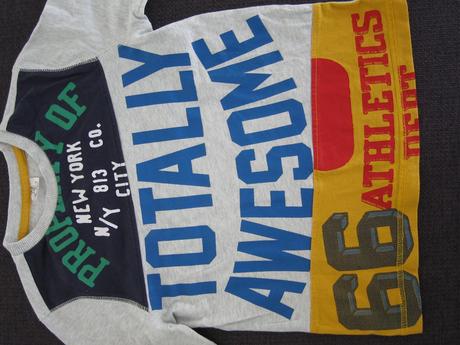 PROPERTY OF
NEW YORK
N/Y 813 CO.
CITY
TOTALLY
AWESOME
66
ATHLETICS
DEPT